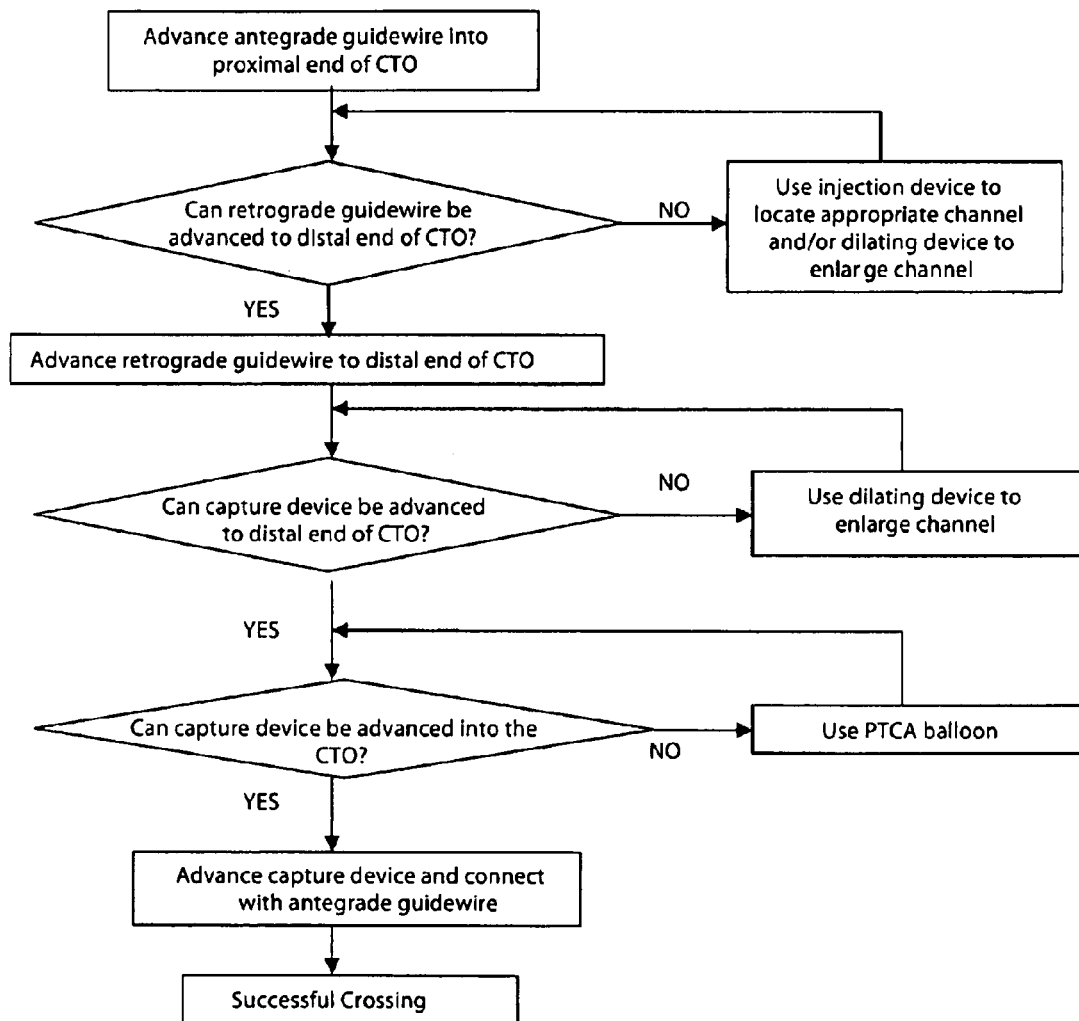 Advance antegrade guidewire into
proximal end of CTO
Can retrograde guidewire be
advanced to distal end of CTO?
NO
Use injection device to
locate appropriate channel
and/or dilating device to
enlarge channel
YES
Advance retrograde guidewire to distal end of CTO
Can capture device be advanced
to distal end of CTO?
NO
Use dilating device to
enlarge channel
YES
Can capture device be advanced into the
CTO?
NO
Use PTCA balloon
YES
Advance capture device and connect
with antegrade guidewire
Successful Crossing